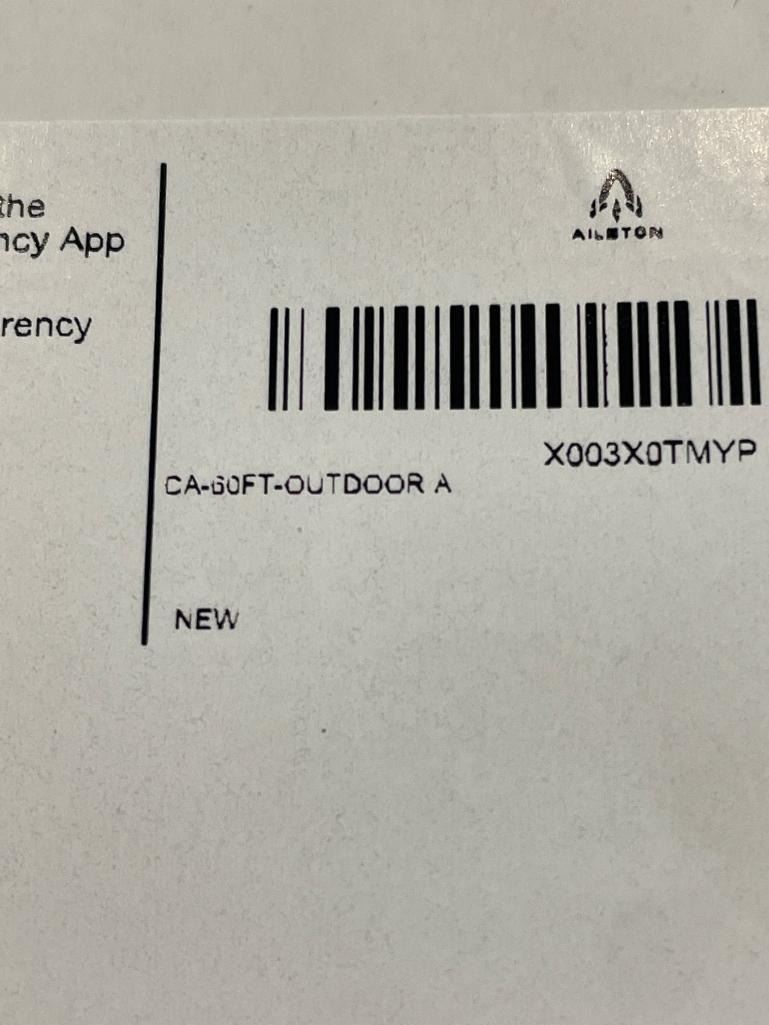 the
ncy App
rency
AILETON
X003X0TMYP
CA-60FT-OUTDOOR A
NEW